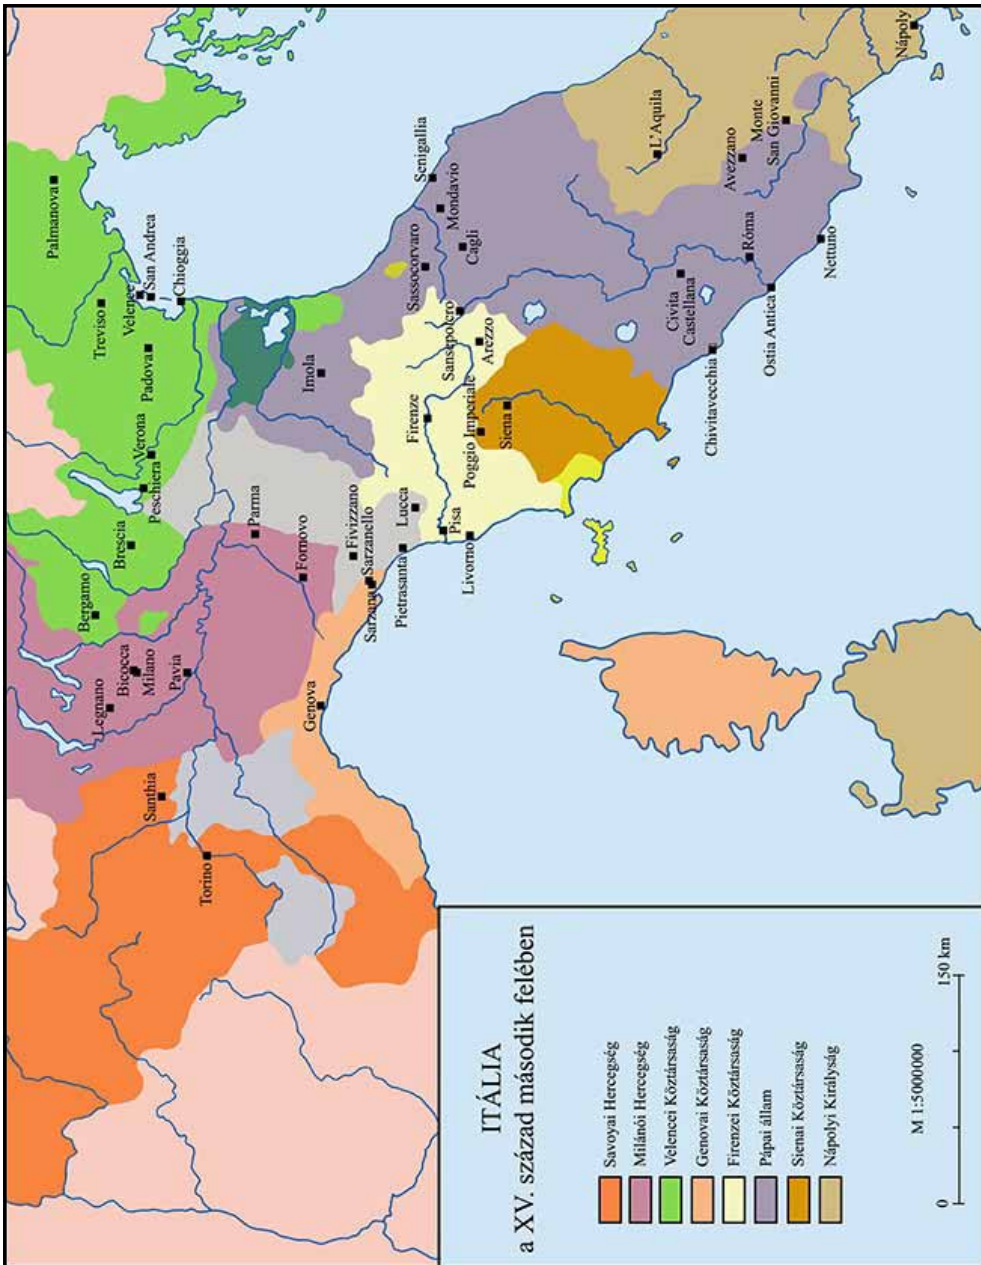 ITÁLIA
a XV. század második felében
Savoyai Hercegség
Milánói Hercegség
Velencei Köztársaság
Genovai Köztársaság
Firenzei Köztársaság
Pápai állam
Sienai Köztársaság
Nápolyi Királyság
M 1:5000000
0
150 km
Palmanova
Treviso
Velence
San Andrea
Chioggia
Padova
Verona
Peschiera
Brescia
Bergamo
Legnano
Bicocca
Milano
Pavia
Santhia
Torino
Genova
Parma
Fornovo
Fivizzano
Sarzanello
Sarzana
Pietrasanta
Lucca
Pisa
Livorno
Imola
Firenze
Poggio Imperiale
Siena
Arezzo
Sansepolcro
Sassocorvaro
Senigallia
Mondavio
Cagli
Civita
Castellana
Chivitavecchia
Ostia Antica
Róma
Nettuno
L'Aquila
Avezzano
Monte
San Giovanni
Nápoly